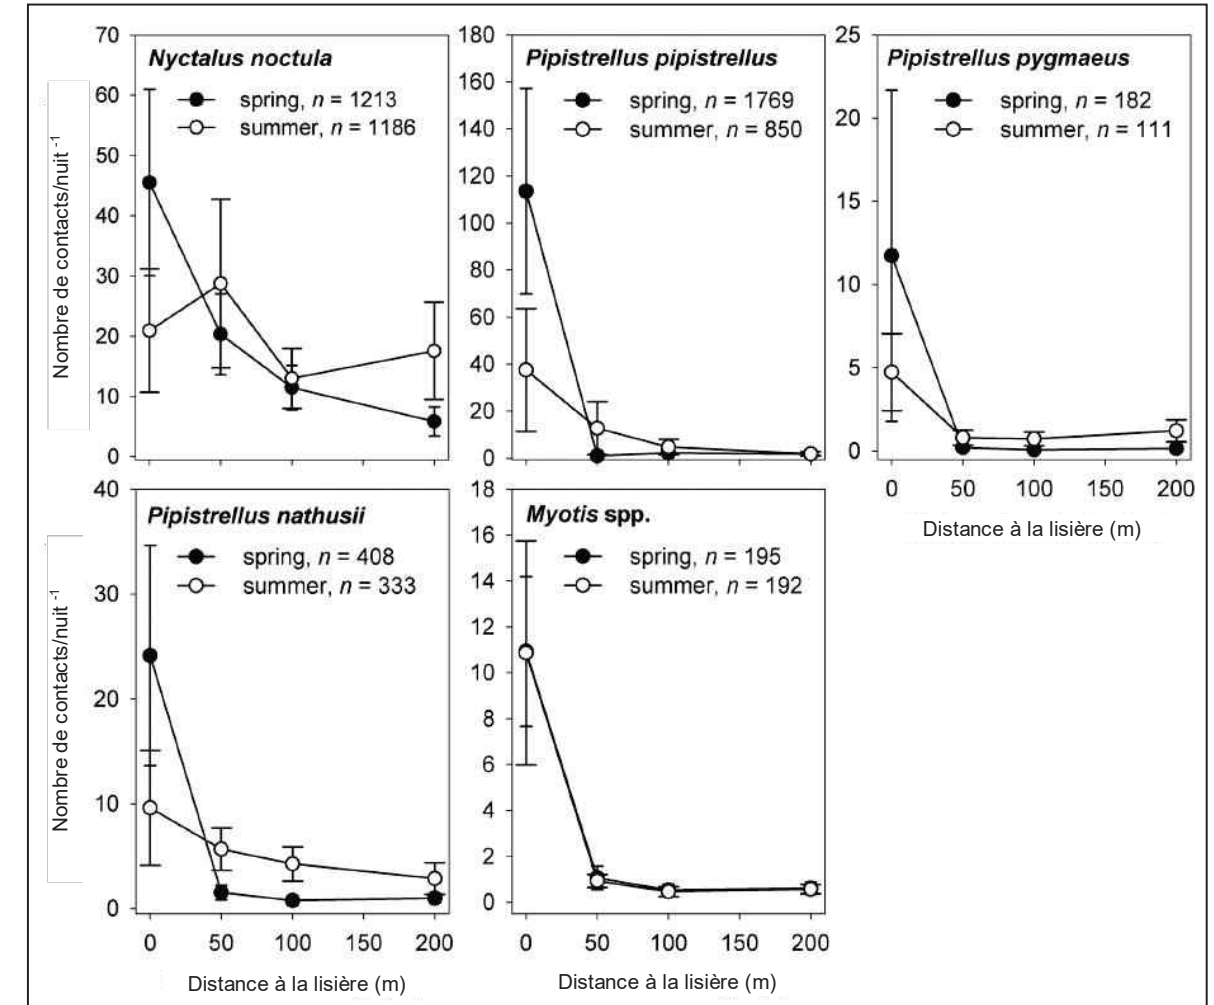 Nyctalus noctula
spring, n = 1213
summer, n = 1186
Nombre de contacts/nuit -1
70
60
50
40
30
20
10
0
Pipistrellus pipistrellus
spring, n = 1769
summer, n = 850
180
160
140
120
100
80
60
40
20
0
Pipistrellus pygmaeus
spring, n = 182
summer, n = 111
25
20
15
10
5
0
0 50 100 150 200
Distance à la lisière (m)
Pipistrellus nathusii
spring, n = 408
summer, n = 333
Nombre de contacts/nuit -1
40
30
20
10
0
0 50 100 150 200
Distance à la lisière (m)
Myotis spp.
spring, n = 195
summer, n = 192
18
16
14
12
10
8
6
4
2
0
0 50 100 150 200
Distance à la lisière (m)